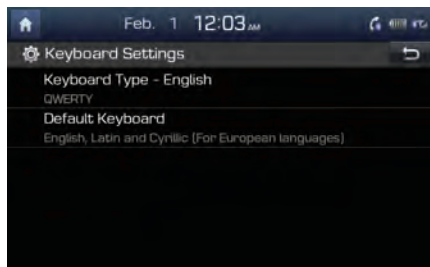 Feb. 1 12:03 AM
Keyboard Settings
Keyboard Type - English
QWERTY
Default Keyboard
English, Latin and Cyrillic (For European languages)